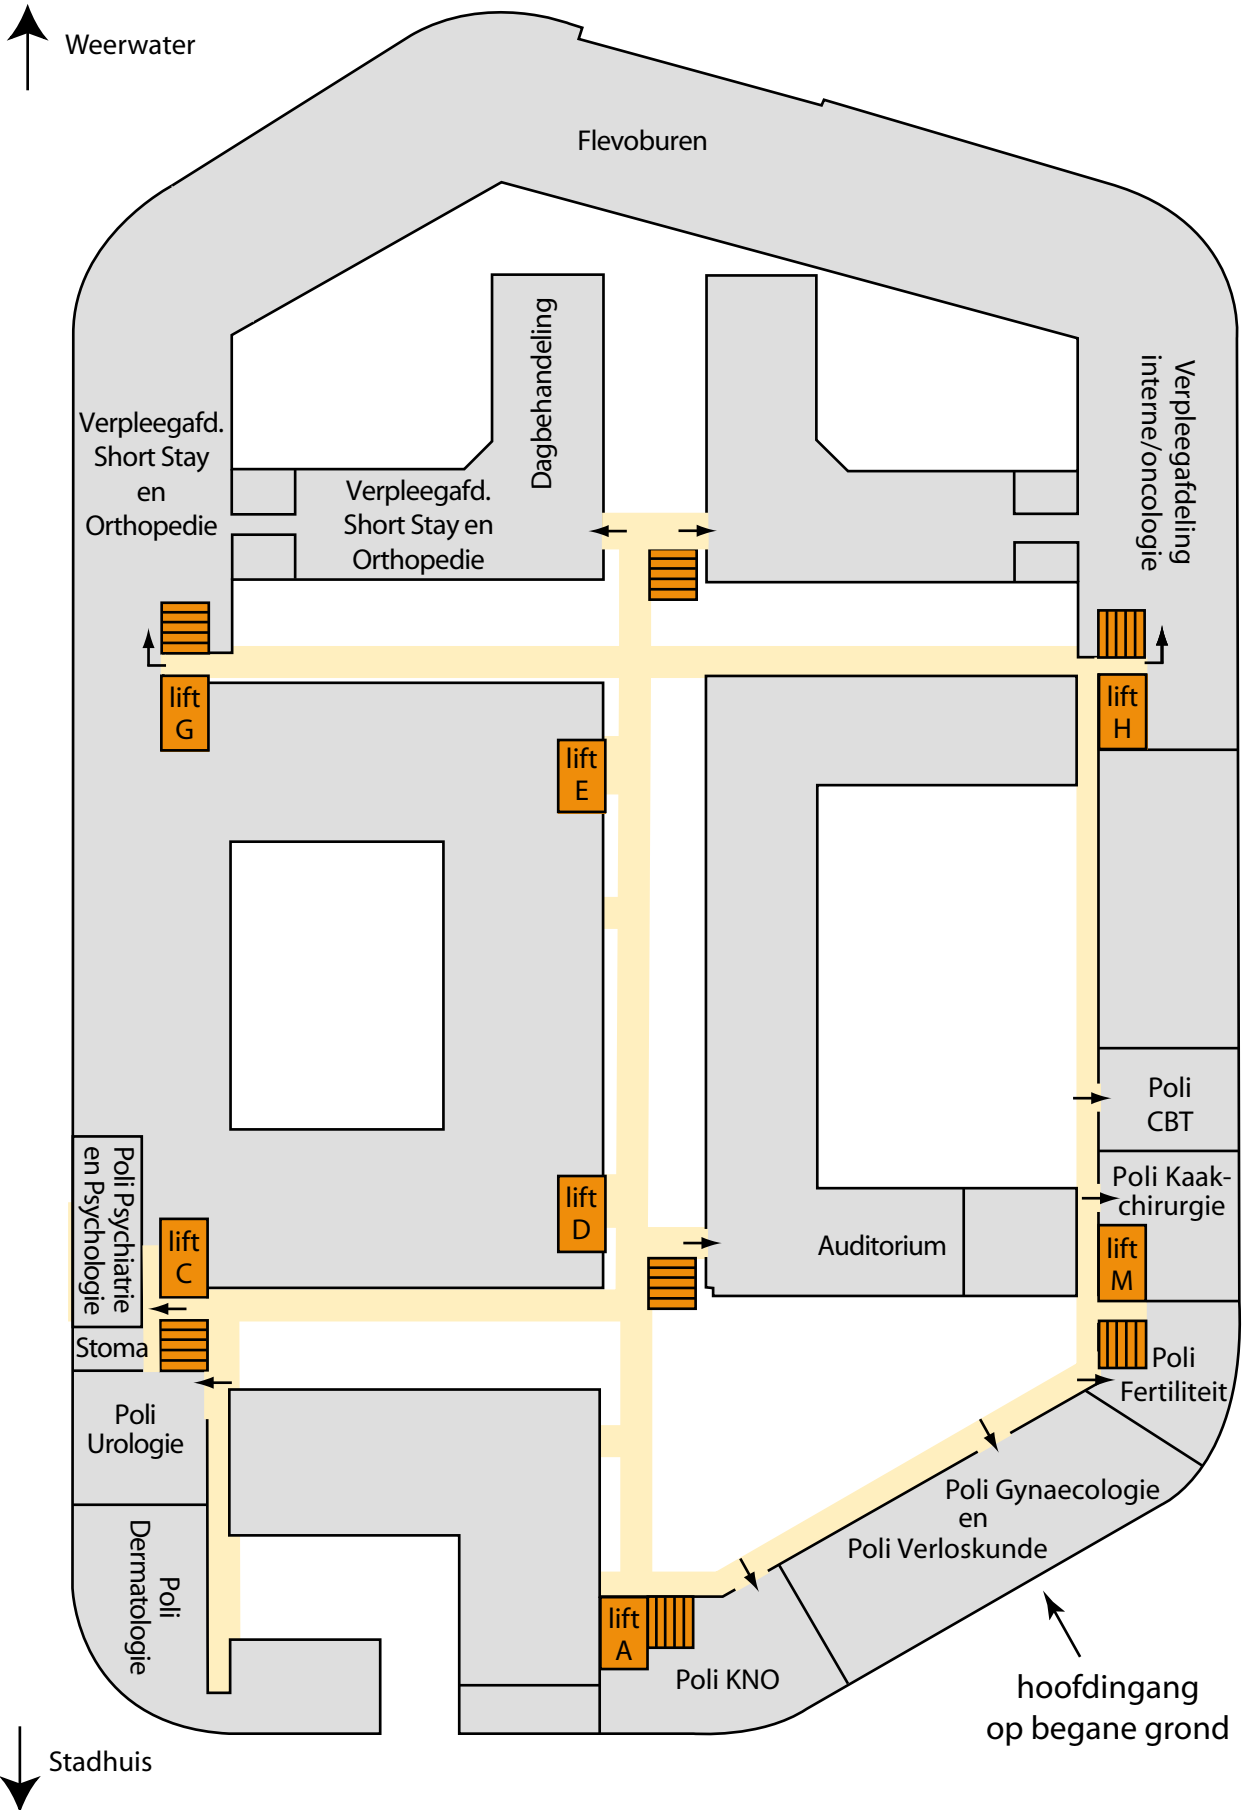 Weerwater
Flevoburen
Dagbehandeling
Verpleegafdeling
interne/oncologie
Verpleegafd.
Short Stay
en
Orthopedie
Verpleegafd.
Short Stay en
Orthopedie
lift
G
lift
H
lift
E
Poli
CBT
Poli Psychiatrie
en Psychologie
Poli Kaak-
chirurgie
lift
D
lift
C
Auditorium
lift
M
Stoma
Poli
Fertiliteit
Poli
Urologie
Poli Gynaecologie
en
Poli Verloskunde
Poli
Dermatologie
lift
A
Poli KNO
hoofdingang
op begane grond
Stadhuis